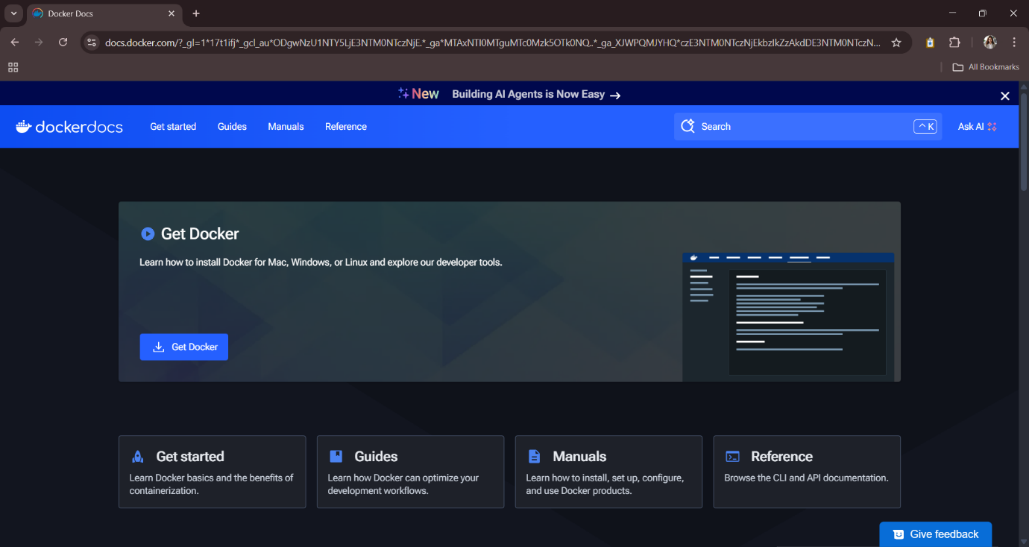 Docker Docs
docs.docker.com/?_gl=1*17t1ifj*_gcl_au*ODgwNzU1NTY5LjE3NTM0NTczNjE.*_ga*MTAxNTI0MTguMTc0Mzk5OTk0NQ..*_ga_XJWPQMJYHQ*czE3NTM0NTczNjEkbzIkZzAkdDE3NTM0NTczN...
All Bookmarks
New Building AI Agents is Now Easy →
dockerdocs Get started Guides Manuals Reference Search ^K Ask AI
Get Docker
Learn how to install Docker for Mac, Windows, or Linux and explore our developer tools.
Get Docker
Get started
Learn Docker basics and the benefits of
containerization.
Guides
Learn how Docker can optimize your
development workflows.
Manuals
Learn how to install, set up, configure,
and use Docker products.
Reference
Browse the CLI and API documentation.
Give feedback